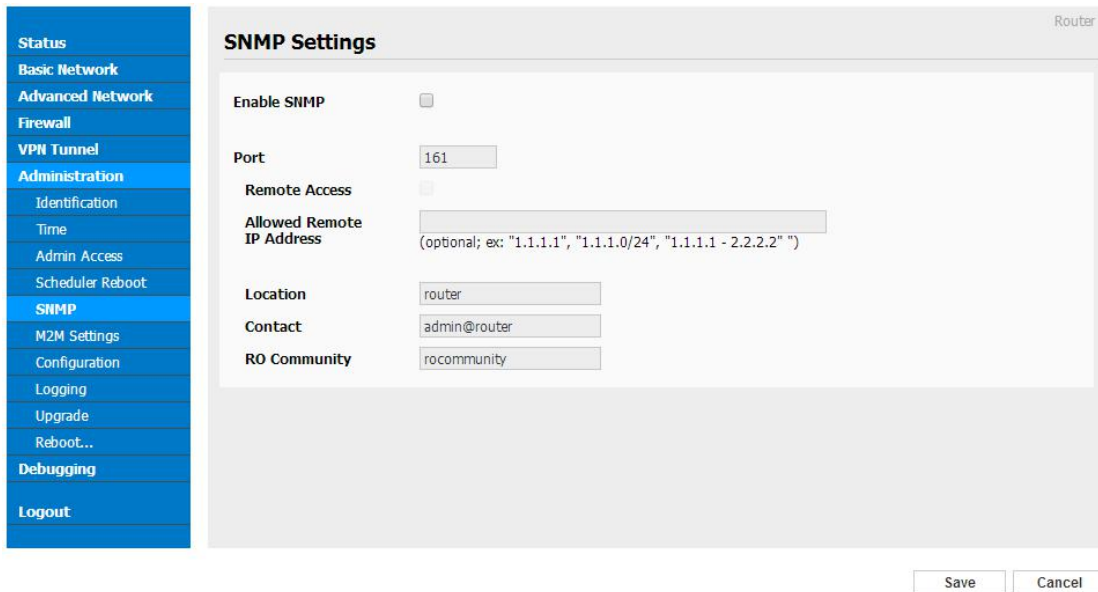 Router
Status
Basic Network
Advanced Network
Firewall
VPN Tunnel
Administration
Identification
Time
Admin Access
Scheduler Reboot
SNMP
M2M Settings
Configuration
Logging
Upgrade
Reboot...
Debugging
Logout
SNMP Settings
Enable SNMP
Port 161
Remote Access
Allowed Remote
IP Address
(optional; ex: "1.1.1.1", "1.1.1.0/24", "1.1.1.1 - 2.2.2.2" ")
Location router
Contact admin@router
RO Community rocommunity
Save Cancel